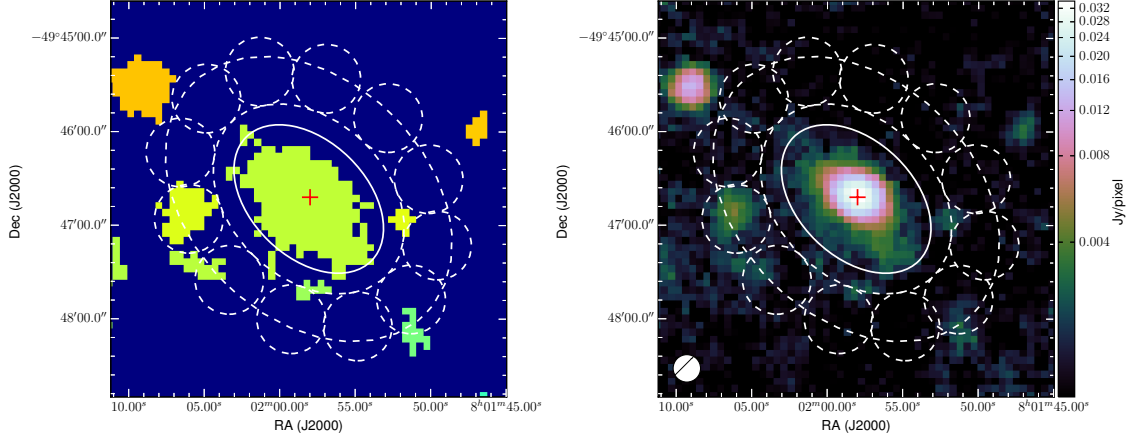 −49°45′00.0″
46′00.0″
47′00.0″
48′00.0″
Dec (J2000)
10.00ˢ 05.00ˢ 02ᵐ00.00ˢ 55.00ˢ 50.00ˢ 8ʰ01ᵐ45.00ˢ
RA (J2000)
−49°45′00.0″
46′00.0″
47′00.0″
48′00.0″
Dec (J2000)
10.00ˢ 05.00ˢ 02ᵐ00.00ˢ 55.00ˢ 50.00ˢ 8ʰ01ᵐ45.00ˢ
RA (J2000)
0.032
0.028
0.024
0.020
0.016
0.012
0.008
0.004
Jy/pixel